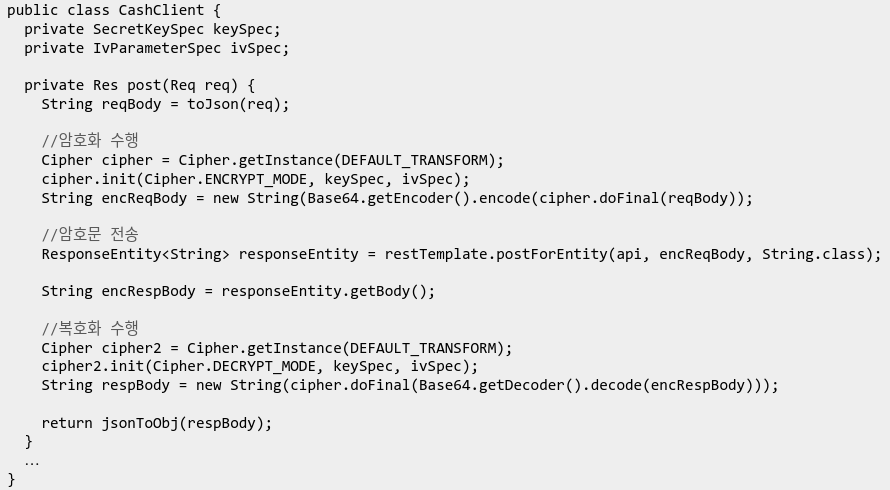 public class CashClient {
  private SecretKeySpec keySpec;
  private IvParameterSpec ivSpec;

  private Res post(Req req) {
    String reqBody = toJson(req);

    //암호화 수행
    Cipher cipher = Cipher.getInstance(DEFAULT_TRANSFORM);
    cipher.init(Cipher.ENCRYPT_MODE, keySpec, ivSpec);
    String encReqBody = new String(Base64.getEncoder().encode(cipher.doFinal(reqBody));

    //암호문 전송
    ResponseEntity<String> responseEntity = restTemplate.postForEntity(api, encReqBody, String.class);

    String encRespBody = responseEntity.getBody();

    //복호화 수행
    Cipher cipher2 = Cipher.getInstance(DEFAULT_TRANSFORM);
    cipher2.init(Cipher.DECRYPT_MODE, keySpec, ivSpec);
    String respBody = new String(cipher.doFinal(Base64.getDecoder().decode(encRespBody)));

    return jsonToObj(respBody);
  }
  …
}